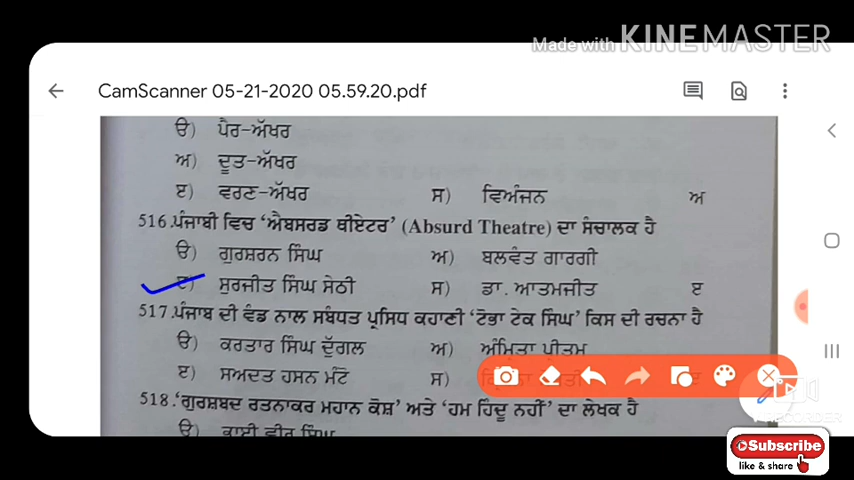 Made with KINEMASTER
CamScanner 05-21-2020 05.59.20.pdf
ੳ) ਪੈਰ-ਅੱਖਰ
ਅ) ਦੂਤ-ਅੱਖਰ
ੲ) ਵਰਣ-ਅੱਖਰ ਸ) ਵਿਅੰਜਨ ਅ
516. ਪੰਜਾਬੀ ਵਿਚ ‘ਐਬਸਰਡ ਥੀਏਟਰ’ (Absurd Theatre) ਦਾ ਸੰਚਾਲਕ ਹੈ
ੳ) ਗੁਰਸ਼ਰਨ ਸਿੰਘ ਅ) ਬਲਵੰਤ ਗਾਰਗੀ
ੲ) ਸੁਰਜੀਤ ਸਿੰਘ ਸੇਠੀ ਸ) ਡਾ. ਆਤਮਜੀਤ ੲ
517. ਪੰਜਾਬ ਦੀ ਵੰਡ ਨਾਲ ਸਬੰਧਤ ਪ੍ਰਸਿਧ ਕਹਾਣੀ ‘ਟੋਭਾ ਟੇਕ ਸਿੰਘ’ ਕਿਸ ਦੀ ਰਚਨਾ ਹੈ
ੳ) ਕਰਤਾਰ ਸਿੰਘ ਦੁੱਗਲ ਅ) ਅੰਮ੍ਰਿਤਾ ਪ੍ਰੀਤਮ
ੲ) ਸਅਦਤ ਹਸਨ ਮੰਟੋ ਸ)
518. ‘ਗੁਰਸ਼ਬਦ ਰਤਨਾਕਰ ਮਹਾਨ ਕੋਸ਼’ ਅਤੇ ‘ਹਮ ਹਿੰਦੂ ਨਹੀਂ’ ਦਾ ਲੇਖਕ ਹੈ
ੳ) ਭਾਈ ਵੀਰ ਸਿੰਘ
Subscribe
like & share